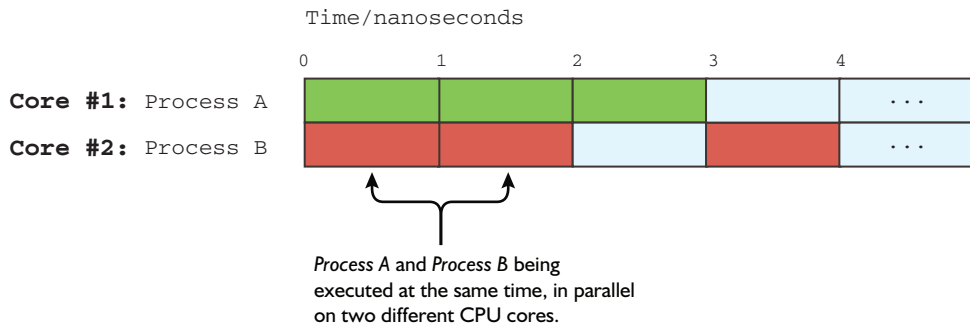 Time/nanoseconds
0 1 2 3 4
Core #1: Process A ...
Core #2: Process B ...
Process A and Process B being
executed at the same time, in parallel
on two different CPU cores.